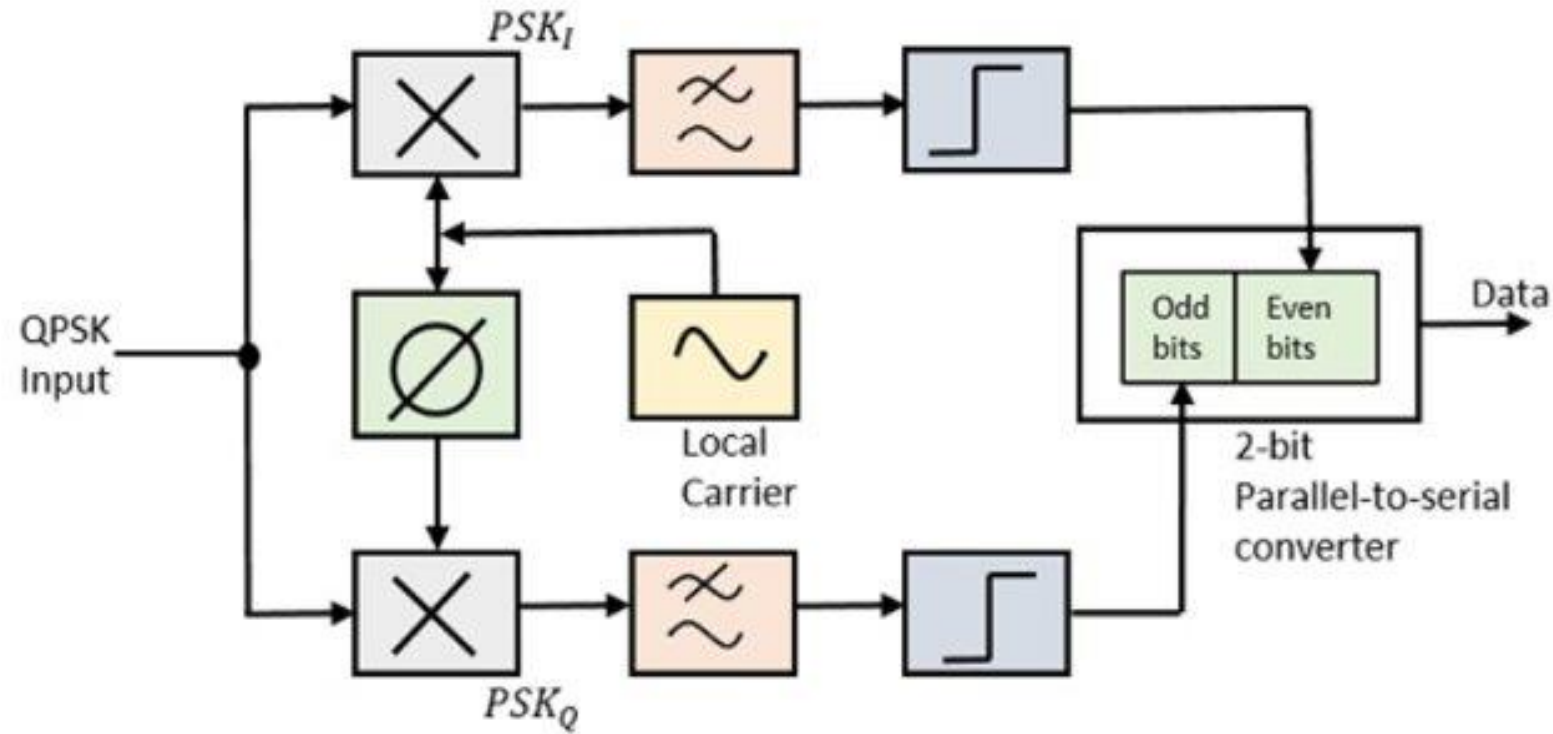 PSK_I
QPSK
Input
Local
Carrier
Odd
bits
Even
bits
Data
2-bit
Parallel-to-serial
converter
PSK_Q